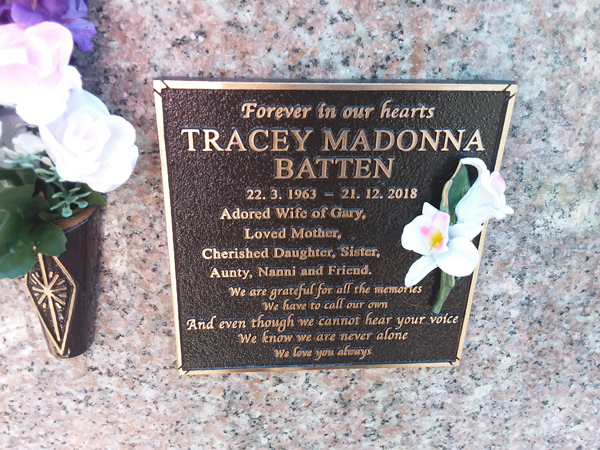 Forever in our hearts
TRACEY MADONNA
BATTEN
22. 3. 1963 – 21. 12. 2018
Adored Wife of Gary,
Loved Mother,
Cherished Daughter, Sister,
Aunty, Nanni and Friend.
We are grateful for all the memories
We have to call our own
And even though we cannot hear your voice
We know we are never alone
We love you always